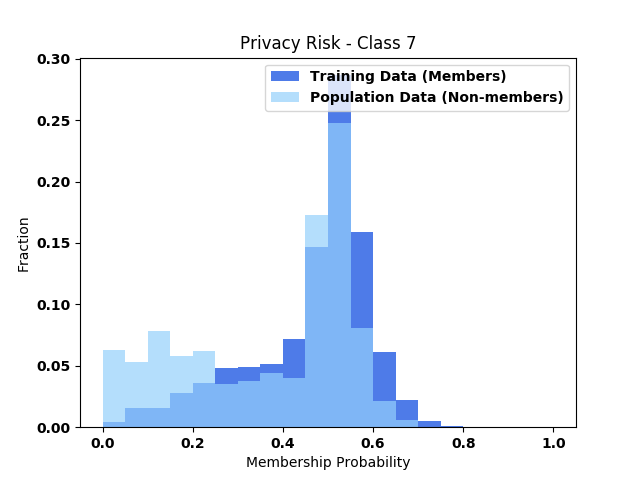 Privacy Risk - Class 7
Training Data (Members)
Population Data (Non-members)
0.30
0.25
0.20
0.15
0.10
0.05
0.00
Fraction
0.0 0.2 0.4 0.6 0.8 1.0
Membership Probability